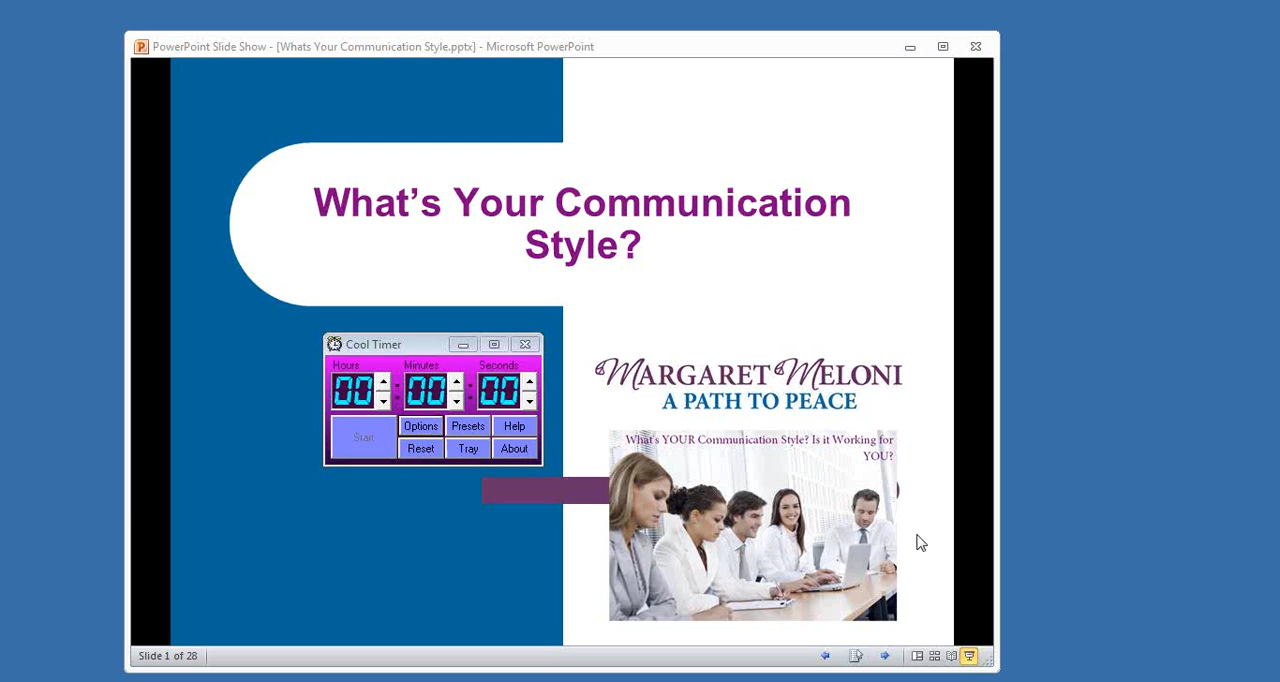 PowerPoint Slide Show - [Whats Your Communication Style.pptx] - Microsoft PowerPoint
What's Your Communication
Style?
Cool Timer
Hours Minutes Seconds
00 : 00 : 00
Start
Options Presets Help
Reset Tray About
MARGARET MELONI
A PATH TO PEACE
What's YOUR Communication Style? Is it Working for
YOU?
Slide 1 of 28